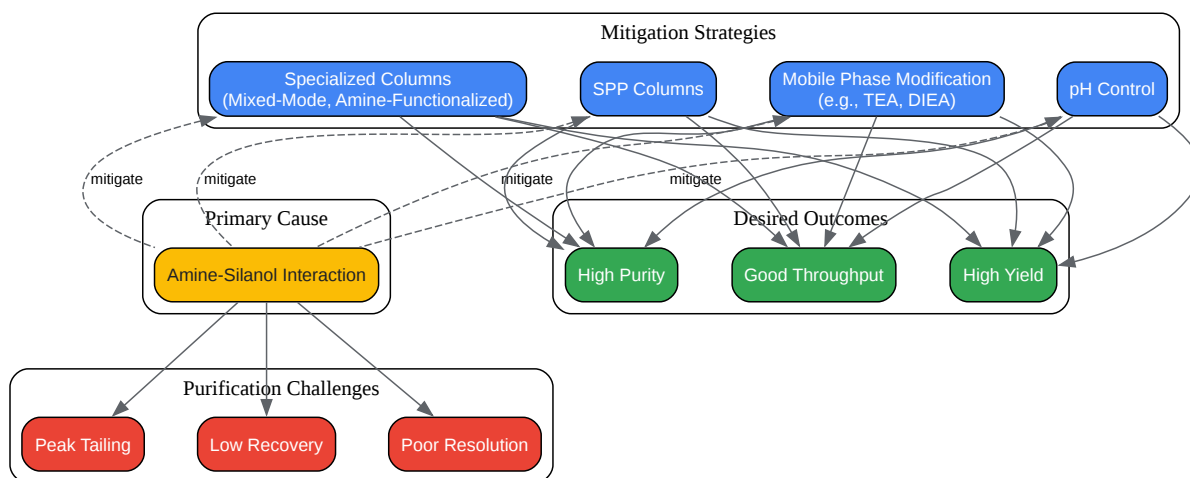 Mitigation Strategies
Specialized Columns
(Mixed-Mode, Amine-Functionalized)
SPP Columns
Mobile Phase Modification
(e.g., TEA, DIEA)
pH Control
mitigate
mitigate
mitigate
Primary Cause
Amine-Silanol Interaction
Desired Outcomes
High Purity
Good Throughput
High Yield
Purification Challenges
Peak Tailing
Low Recovery
Poor Resolution